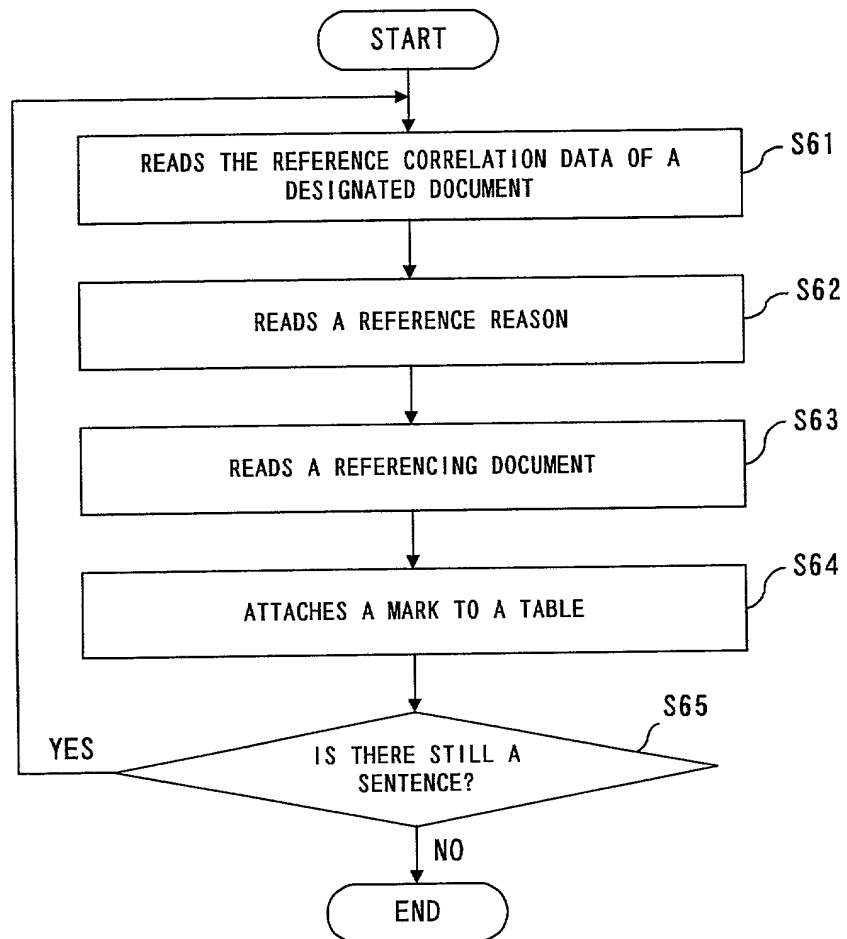 START
READS THE REFERENCE CORRELATION DATA OF A
DESIGNATED DOCUMENT
S61
READS A REFERENCE REASON
S62
READS A REFERENCING DOCUMENT
S63
ATTACHES A MARK TO A TABLE
S64
IS THERE STILL A
SENTENCE?
S65
YES
NO
END